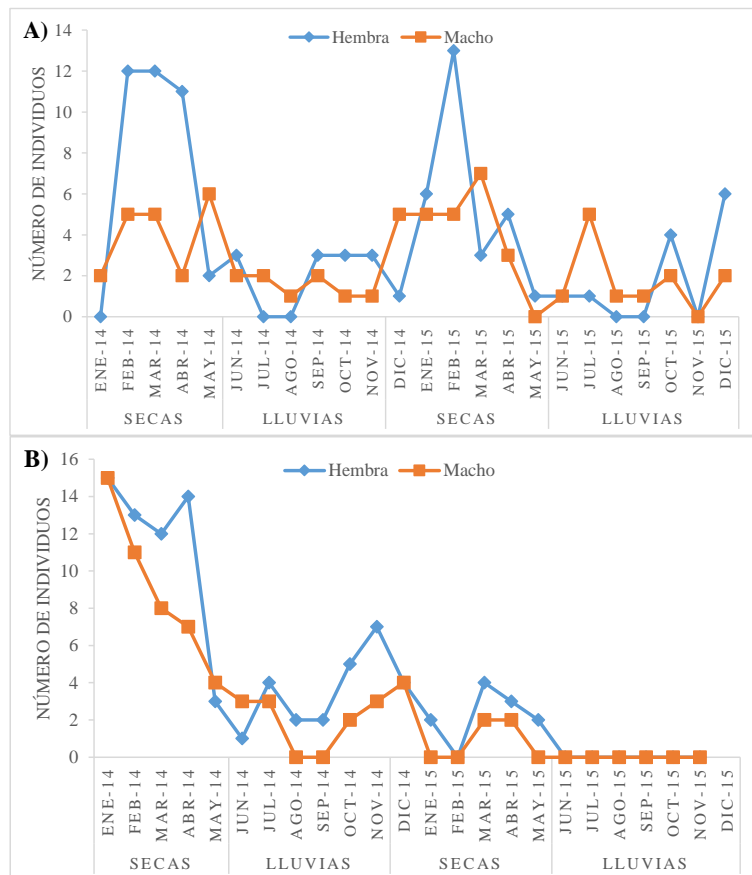 A)
Hembra Macho
NÚMERO DE INDIVIDUOS
14
12
10
8
6
4
2
0
ENE-14
FEB-14
MAR-14
ABR-14
MAY-14
JUN-14
JUL-14
AGO-14
SEP-14
OCT-14
NOV-14
DIC-14
ENE-15
FEB-15
MAR-15
ABR-15
MAY-15
JUN-15
JUL-15
AGO-15
SEP-15
OCT-15
NOV-15
DIC-15
SECAS LLUVIAS SECAS LLUVIAS
B)
Hembra Macho
NÚMERO DE INDIVIDUOS
16
14
12
10
8
6
4
2
0
ENE-14
FEB-14
MAR-14
ABR-14
MAY-14
JUN-14
JUL-14
AGO-14
SEP-14
OCT-14
NOV-14
DIC-14
ENE-15
FEB-15
MAR-15
ABR-15
MAY-15
JUN-15
JUL-15
AGO-15
SEP-15
OCT-15
NOV-15
DIC-15
SECAS LLUVIAS SECAS LLUVIAS